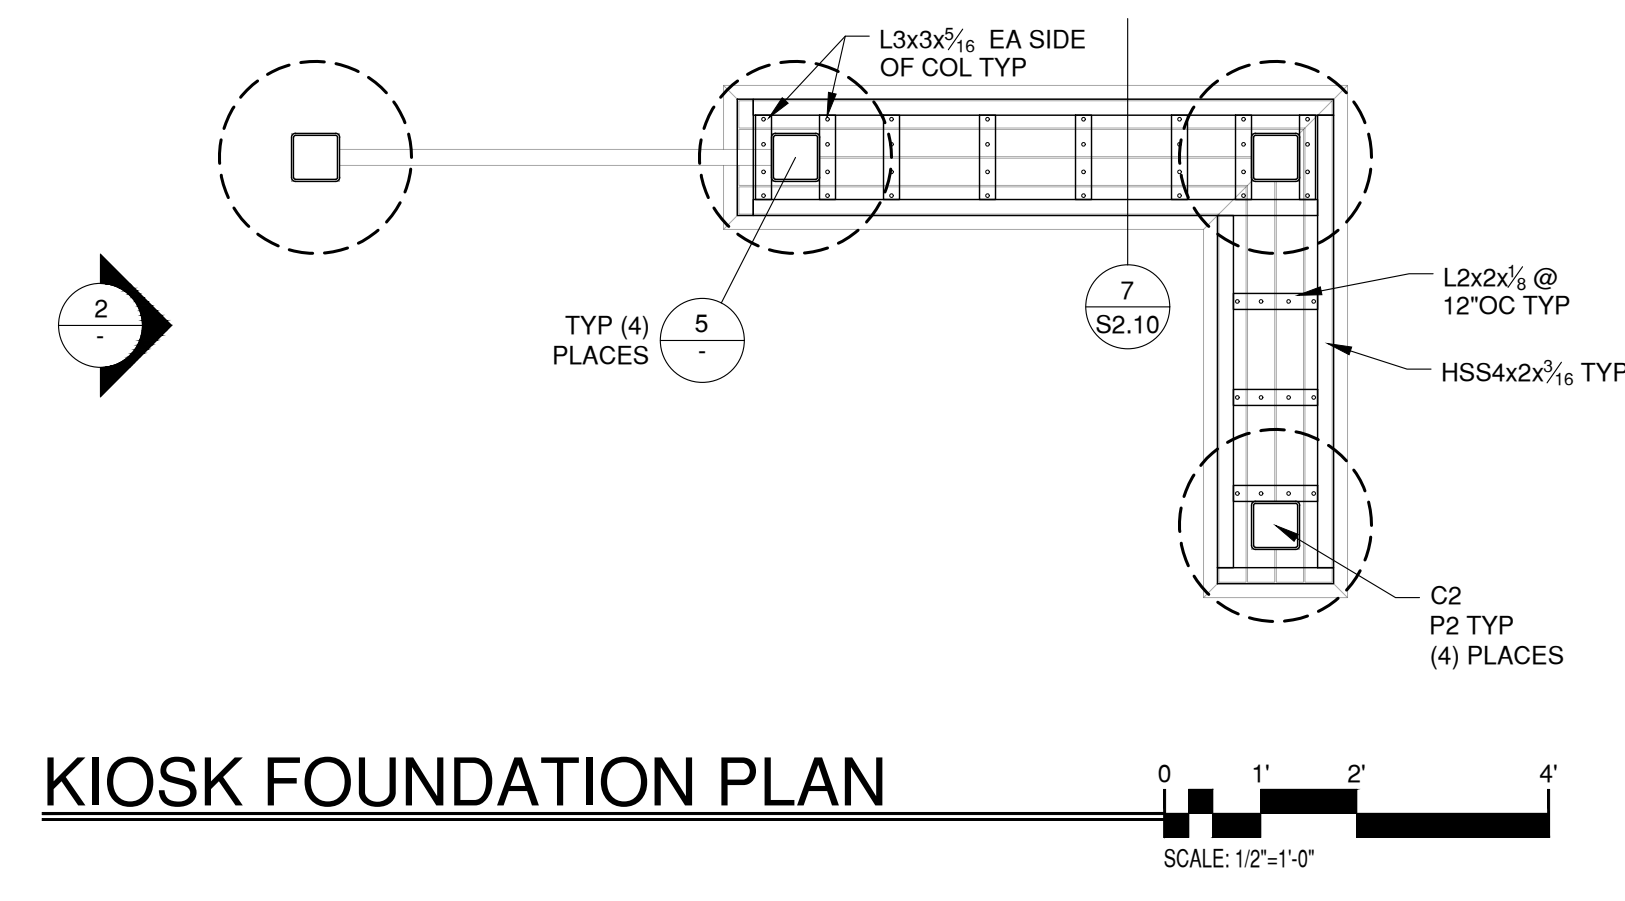 L3x3x5/16 EA SIDE
OF COL TYP
2
-
TYP (4)
PLACES
5
-
7
S2.10
L2x2x1/8 @
12"OC TYP
HSS4x2x3/16 TYP
C2
P2 TYP
(4) PLACES
KIOSK FOUNDATION PLAN
0 1' 2' 4'
SCALE: 1/2"=1'-0"